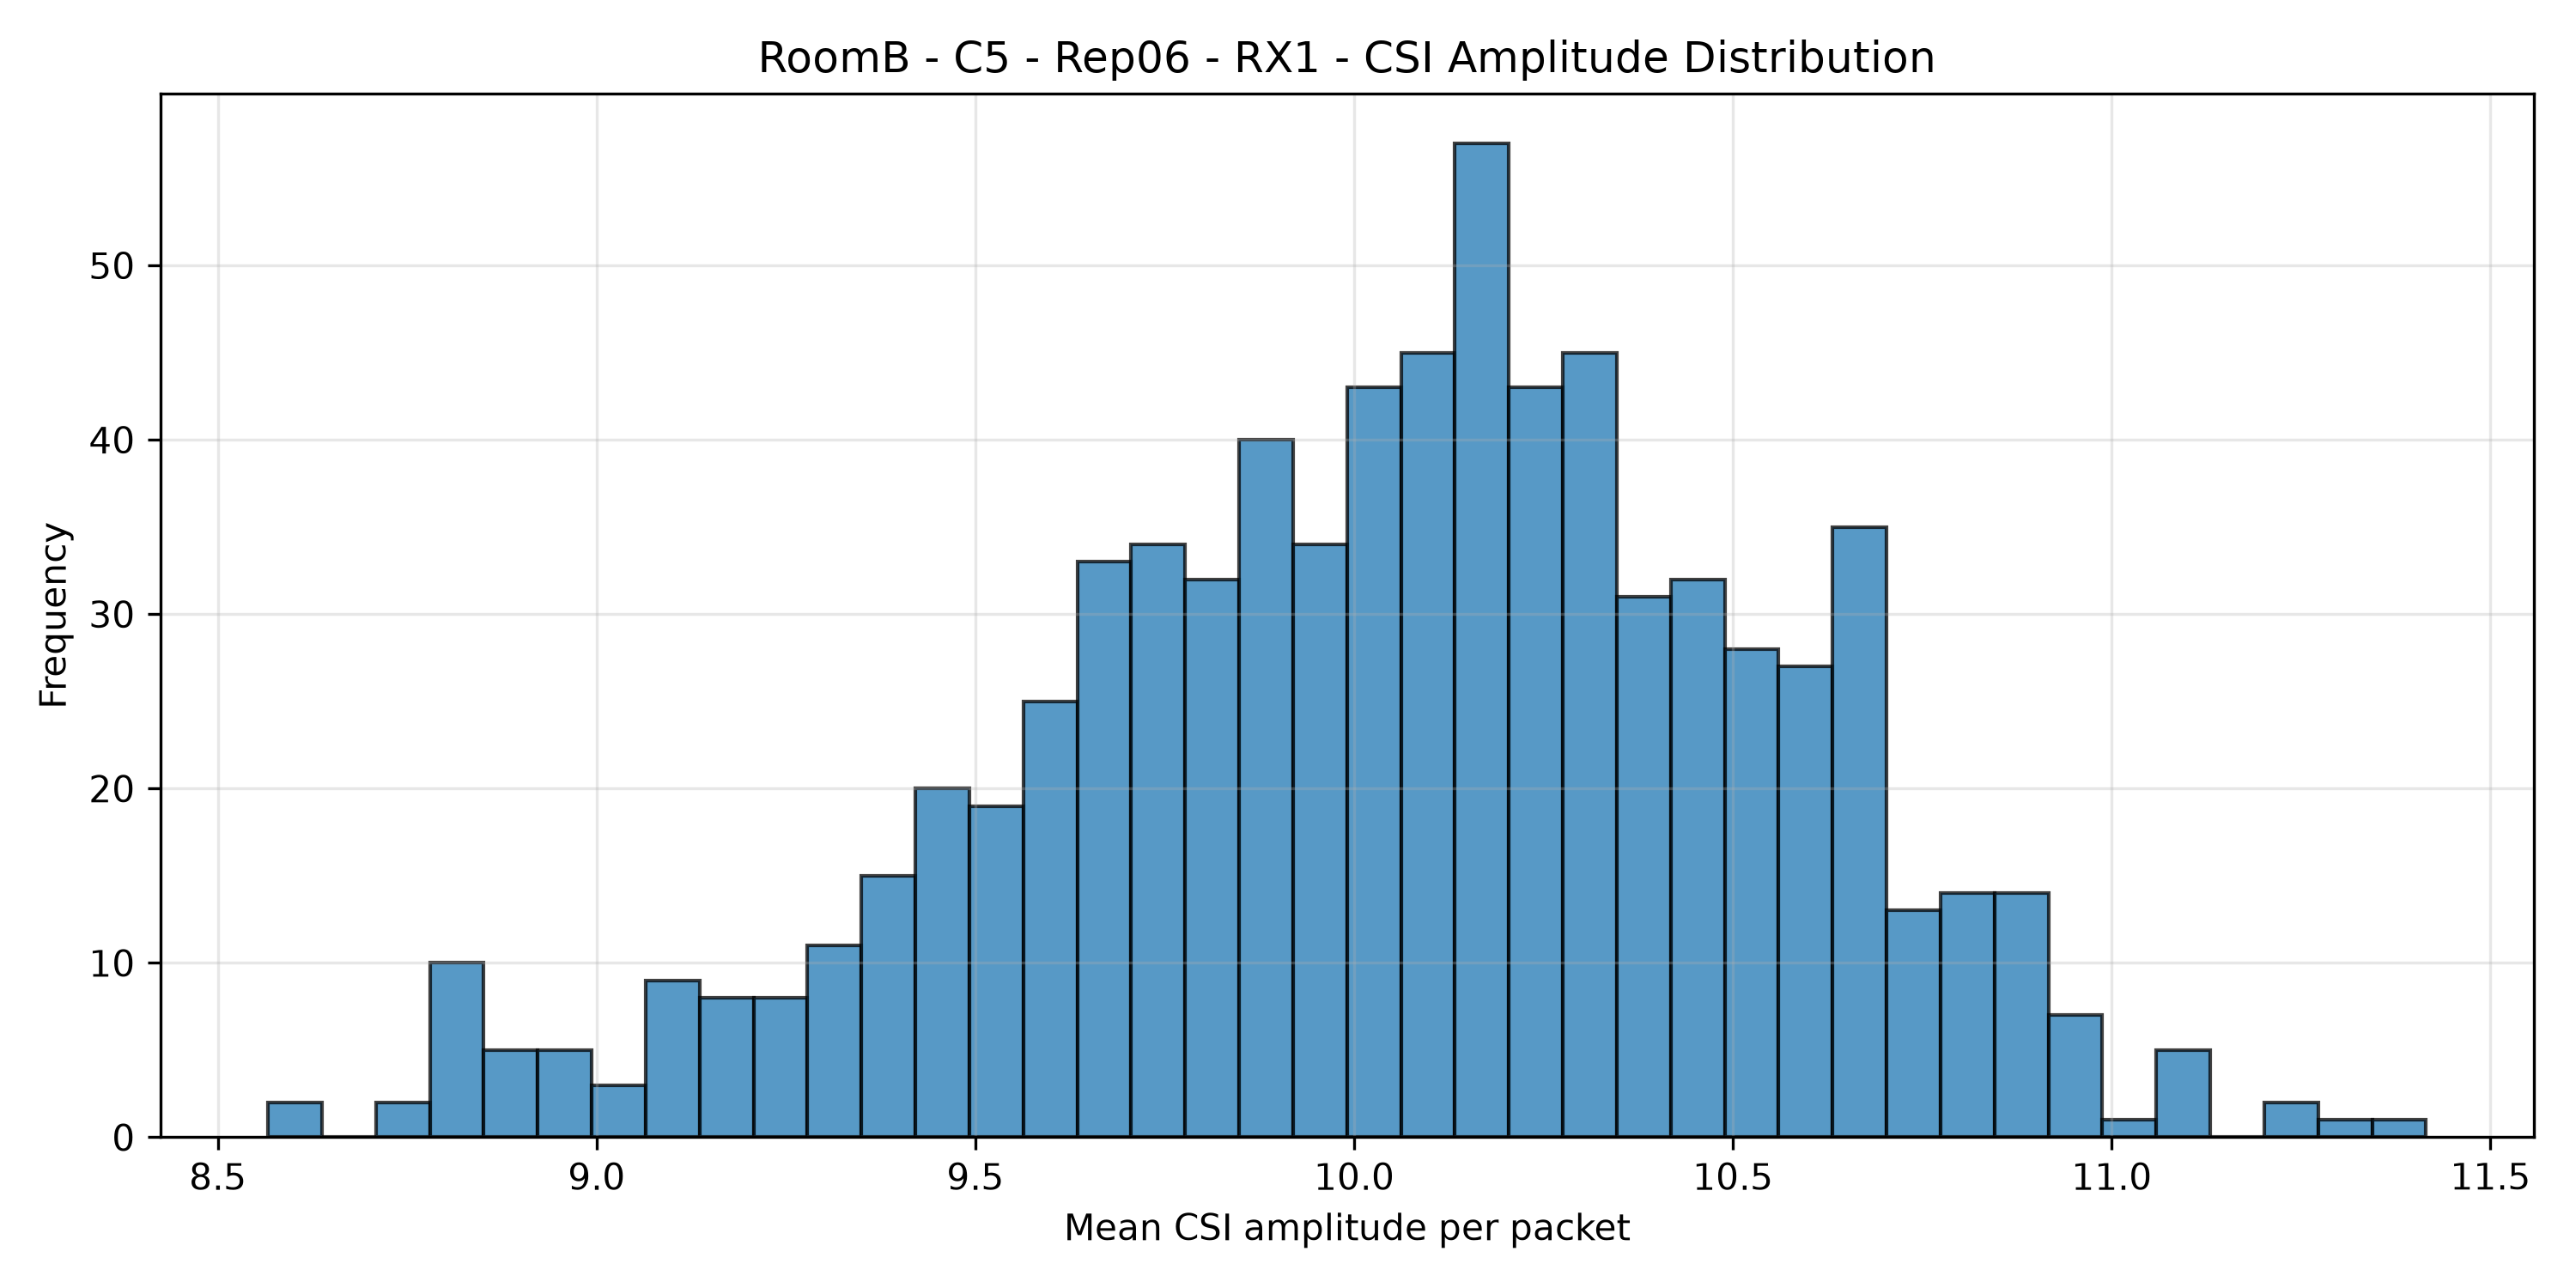 RoomB - C5 - Rep06 - RX1 - CSI Amplitude Distribution
Frequency
50
40
30
20
10
0
8.5 9.0 9.5 10.0 10.5 11.0 11.5
Mean CSI amplitude per packet